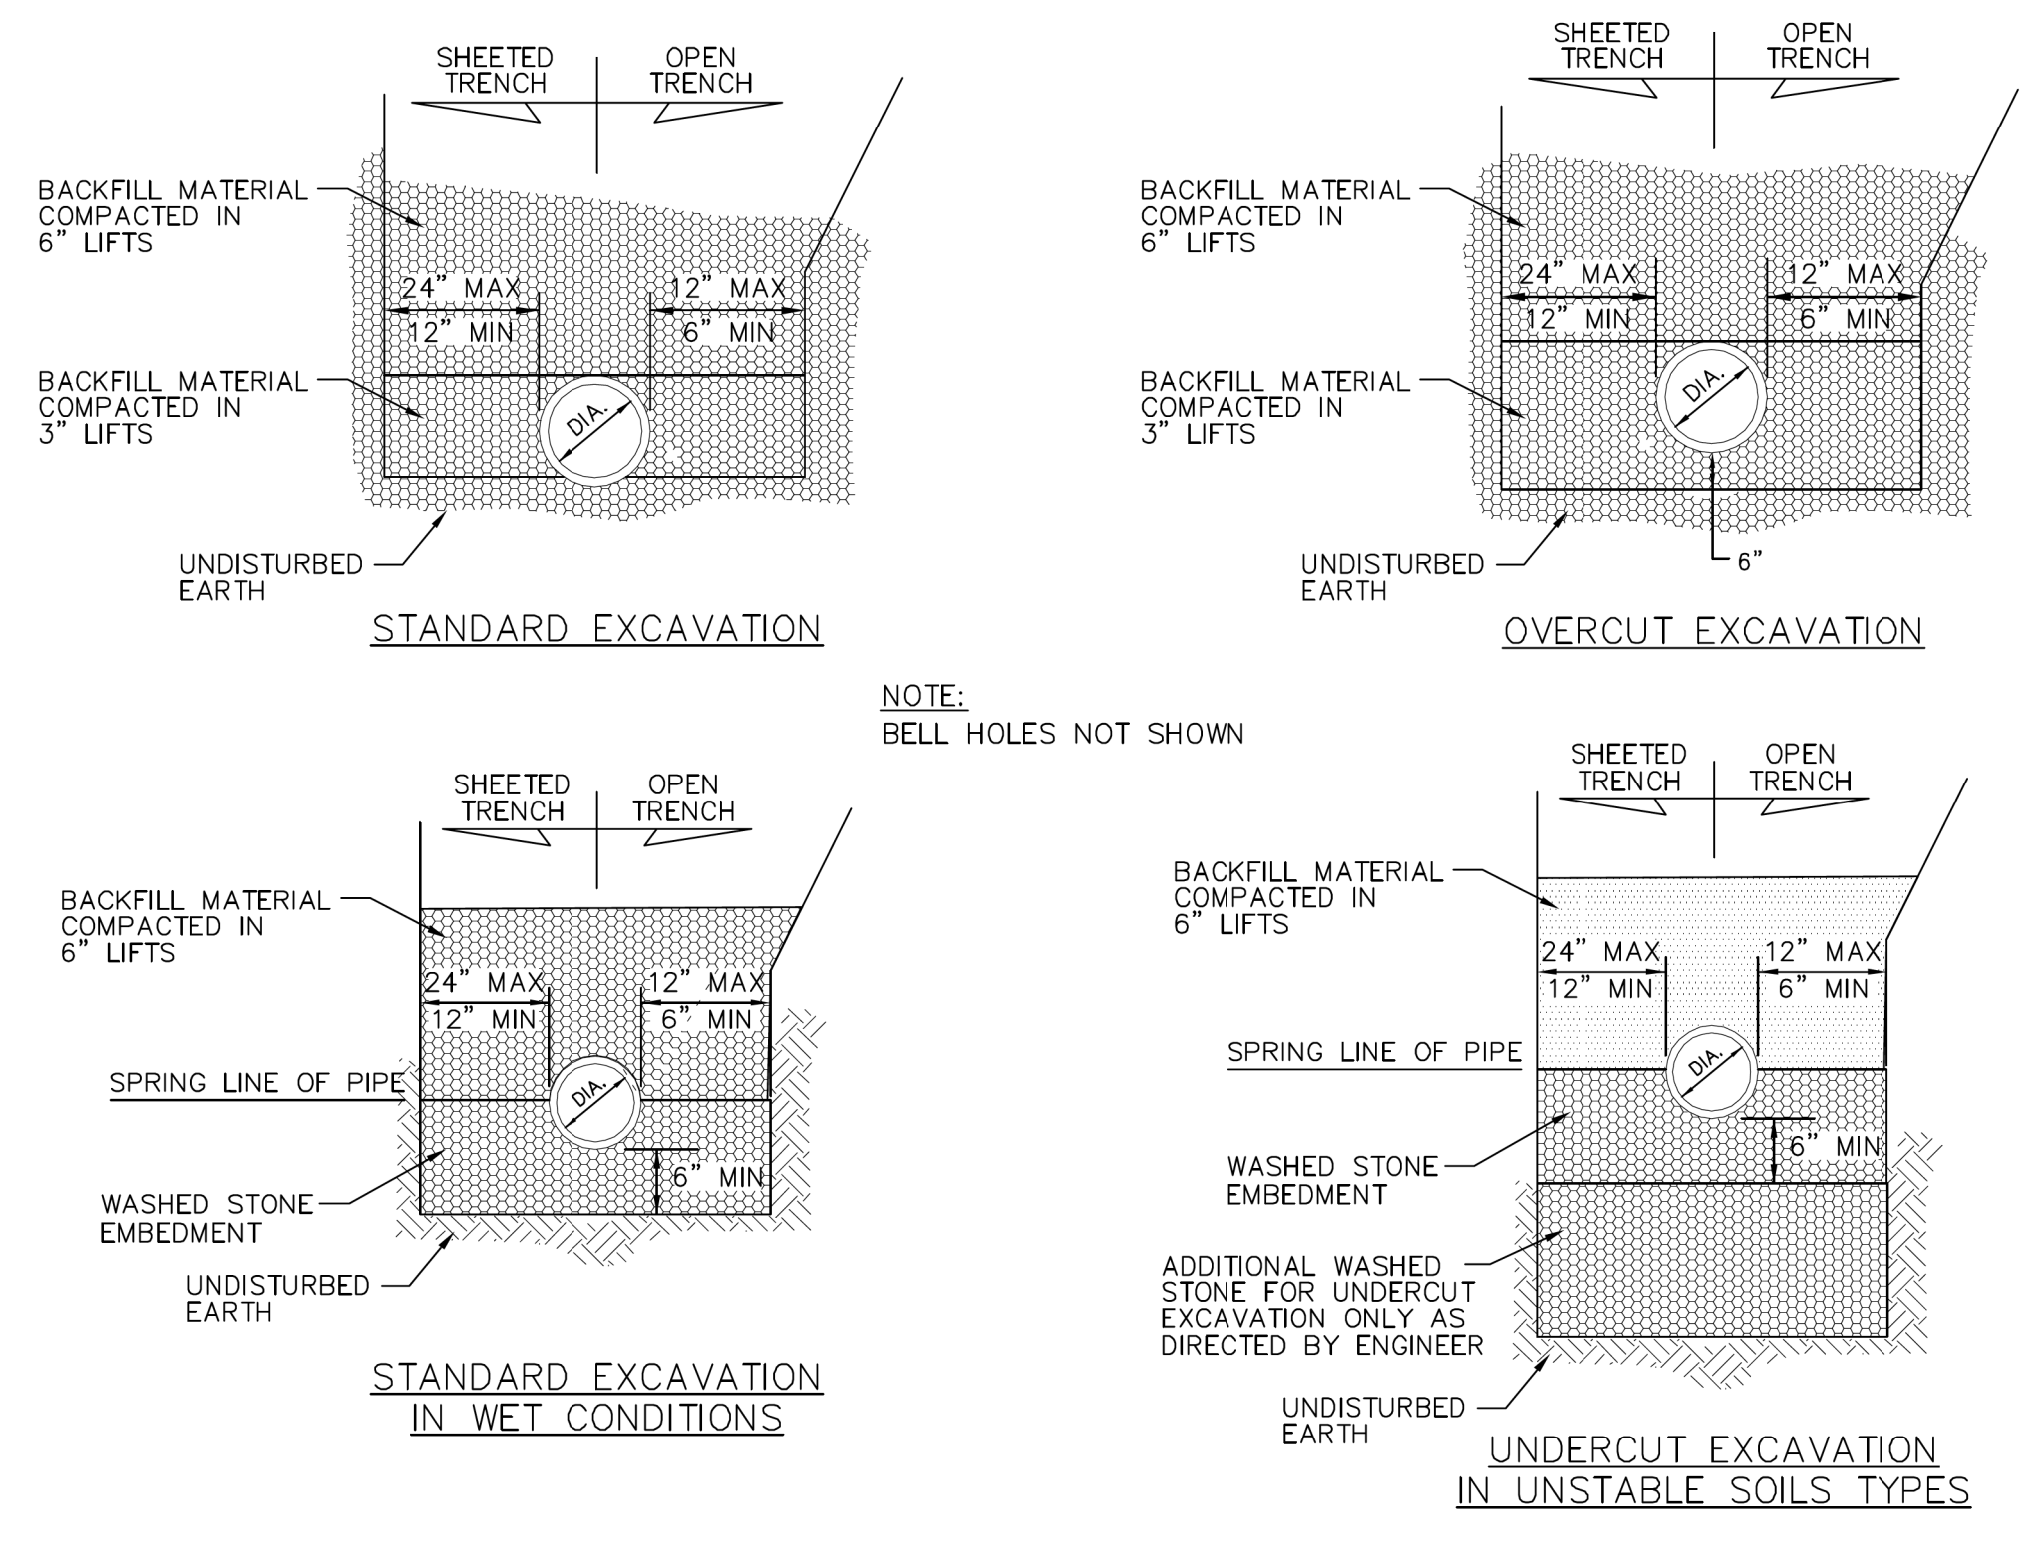 SHEETED
TRENCH
OPEN
TRENCH
BACKFILL MATERIAL
COMPACTED IN
6" LIFTS
24" MAX
12" MIN
12" MAX
6" MIN
BACKFILL MATERIAL
COMPACTED IN
3" LIFTS
DIA.
UNDISTURBED
EARTH
STANDARD EXCAVATION
SHEETED
TRENCH
OPEN
TRENCH
BACKFILL MATERIAL
COMPACTED IN
6" LIFTS
24" MAX
12" MIN
12" MAX
6" MIN
BACKFILL MATERIAL
COMPACTED IN
3" LIFTS
DIA.
UNDISTURBED
EARTH
6"
OVERCUT EXCAVATION
NOTE:
BELL HOLES NOT SHOWN
SHEETED
TRENCH
OPEN
TRENCH
BACKFILL MATERIAL
COMPACTED IN
6" LIFTS
24" MAX
12" MIN
12" MAX
6" MIN
SPRING LINE OF PIPE
DIA.
6" MIN
WASHED STONE
EMBEDMENT
UNDISTURBED
EARTH
STANDARD EXCAVATION
IN WET CONDITIONS
SHEETED
TRENCH
OPEN
TRENCH
BACKFILL MATERIAL
COMPACTED IN
6" LIFTS
24" MAX
12" MIN
12" MAX
6" MIN
SPRING LINE OF PIPE
DIA.
6" MIN
WASHED STONE
EMBEDMENT
ADDITIONAL WASHED
STONE FOR UNDERCUT
EXCAVATION ONLY AS
DIRECTED BY ENGINEER
UNDISTURBED
EARTH
UNDERCUT EXCAVATION
IN UNSTABLE SOILS TYPES